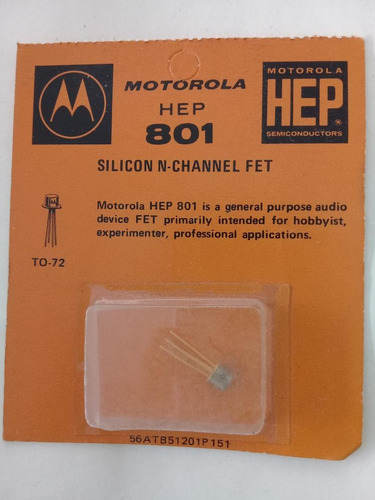 MOTOROLA
HEP
801
MOTOROLA
HEP
SEMICONDUCTORS
SILICON N-CHANNEL FET
Motorola HEP 801 is a general purpose audio
device FET primarily intended for hobbyist,
experimenter, professional applications.
TO-72
56ATB51201P151